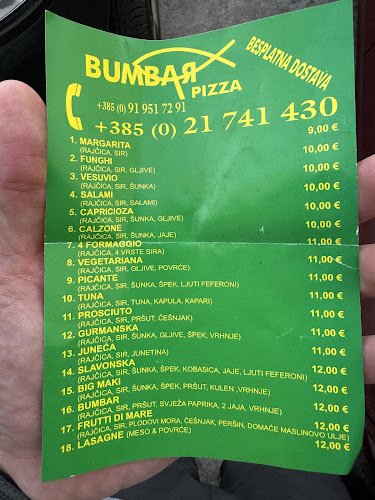 BUMBAR
PIZZA
BESPLATNA DOSTAVA
+385 (0) 91 951 72 91
+385 (0) 21 741 430
1. MARGARITA 9,00 €
(RAJČICA, SIR)
2. FUNGHI 10,00 €
(RAJČICA, SIR, GLJIVE)
3. VESUVIO 10,00 €
(RAJČICA, SIR, ŠUNKA)
4. SALAMI 10,00 €
(RAJČICA, SIR, SALAMI)
5. CAPRICIOZA 10,00 €
(RAJČICA, SIR, ŠUNKA, GLJIVE)
6. CALZONE 10,00 €
(RAJČICA, SIR, ŠUNKA, JAJE)
7. 4 FORMAGGIO 11,00 €
(RAJČICA, 4 VRSTE SIRA)
8. VEGETARIANA 11,00 €
(RAJČICA, SIR, GLJIVE, POVRĆE)
9. PICANTE 11,00 €
(RAJČICA, SIR, ŠUNKA, ŠPEK, LJUTI FEFERONI)
10. TUNA 11,00 €
(RAJČICA, SIR, TUNA, KAPULA, KAPARI)
11. PROSCIUTO 11,00 €
(RAJČICA, SIR, PRŠUT, ČEŠNJAK)
12. GURMANSKA 11,00 €
(RAJČICA, SIR, ŠUNKA, GLJIVE, ŠPEK, VRHNJE)
13. JUNEĆA 11,00 €
(RAJČICA, SIR, JUNETINA)
14. SLAVONSKA 12,00 €
(RAJČICA, SIR, ŠUNKA, ŠPEK, KOBASICA, JAJE, LJUTI FEFERONI)
15. BIG MAKI 12,00 €
(RAJČICA, SIR, ŠUNKA, ŠPEK, PRŠUT, KULEN ,VRHNJE)
16. BUMBAR 12,00 €
(RAJČICA, SIR, PRŠUT, SVJEŽA PAPRIKA, 2 JAJA, VRHNJE)
17. FRUTTI DI MARE 12,00 €
(RAJČICA, SIR, PLODOVI MORA, ČEŠNJAK, PERŠIN, DOMAĆE MASLINOVO ULJE)
18. LASAGNE (MESO & POVRĆE) 12,00 €